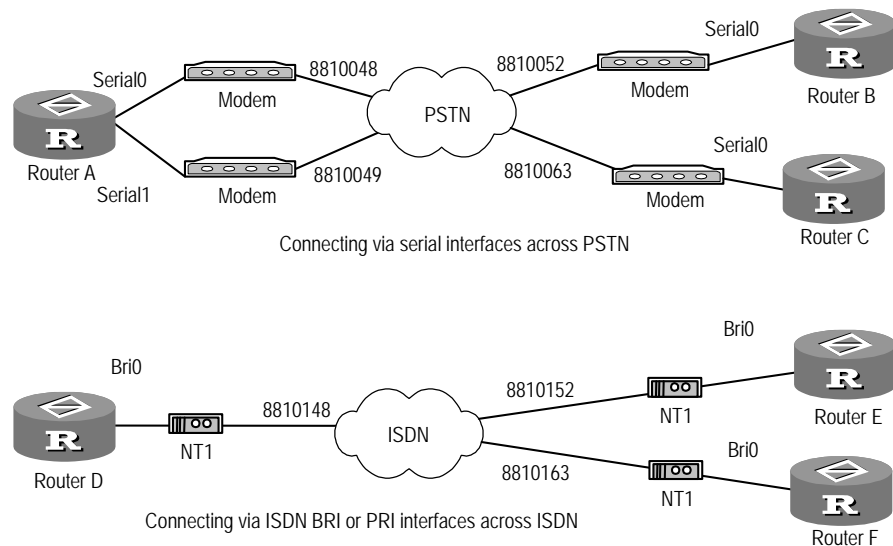 Serial0
8810048
Modem
R
Router A
PSTN
Serial1
8810049
Modem
8810052
Serial0
Modem
R
Router B
8810063
Serial0
Modem
R
Router C
Connecting via serial interfaces across PSTN
Bri0
R
Router D
NT1
8810148
ISDN
8810152
Bri0
NT1
R
Router E
8810163
Bri0
NT1
R
Router F
Connecting via ISDN BRI or PRI interfaces across ISDN